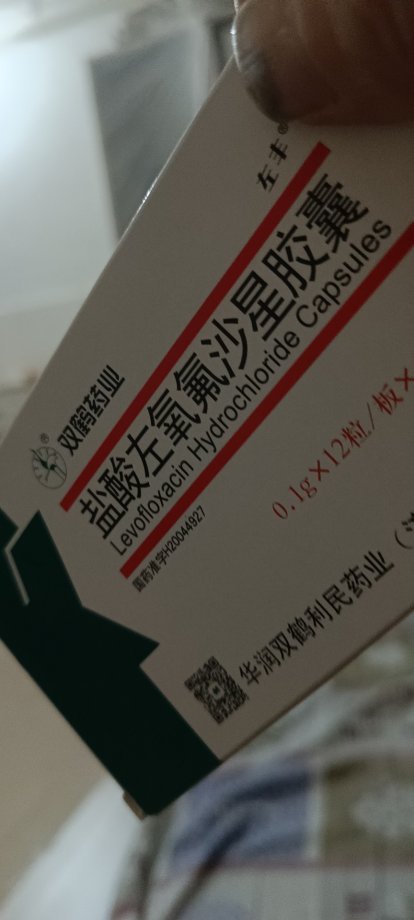 左丰®
双鹤药业
盐酸左氧氟沙星胶囊
Levofloxacin Hydrochloride Capsules
国药准字H20044927
0.1g×12粒/板×
华润双鹤利民药业（